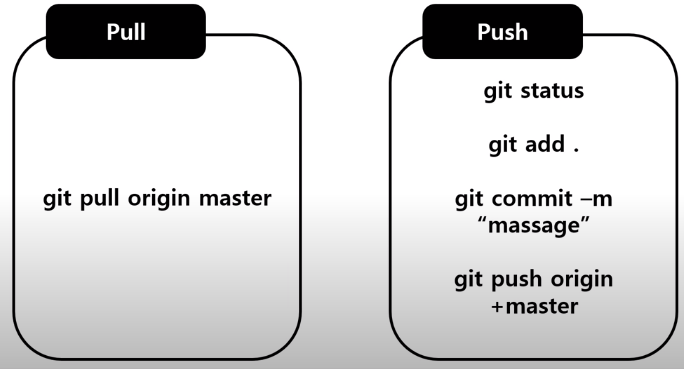 Pull
git pull origin master
Push
git status
git add .
git commit –m
“massage”
git push origin
+master